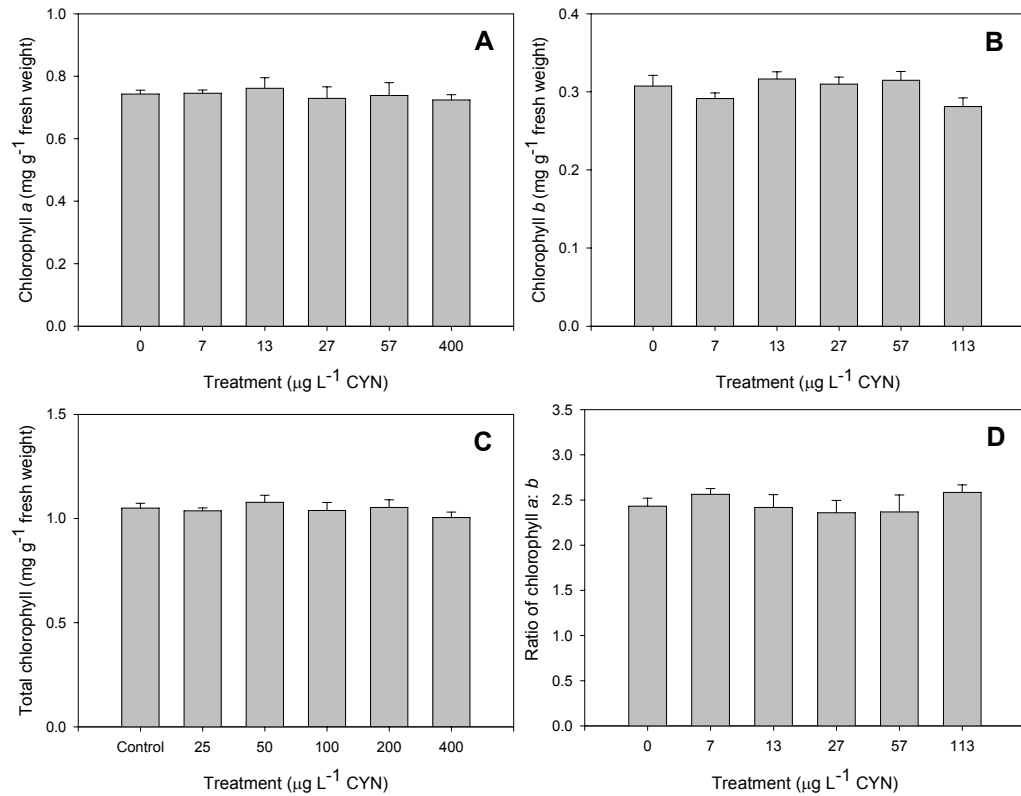 A
Chlorophyll a (mg g-1 fresh weight)
1.0
0.8
0.6
0.4
0.2
0.0
0 7 13 27 57 400
Treatment (μg L-1 CYN)
B
Chlorophyll b (mg g-1 fresh weight)
0.4
0.3
0.2
0.1
0.0
0 7 13 27 57 113
Treatment (μg L-1 CYN)
C
Total chlorophyll (mg g-1 fresh weight)
1.5
1.0
0.5
0.0
Control 25 50 100 200 400
Treatment (μg L-1 CYN)
D
Ratio of chlorophyll a: b
3.5
3.0
2.5
2.0
1.5
1.0
0.5
0.0
0 7 13 27 57 113
Treatment (μg L-1 CYN)